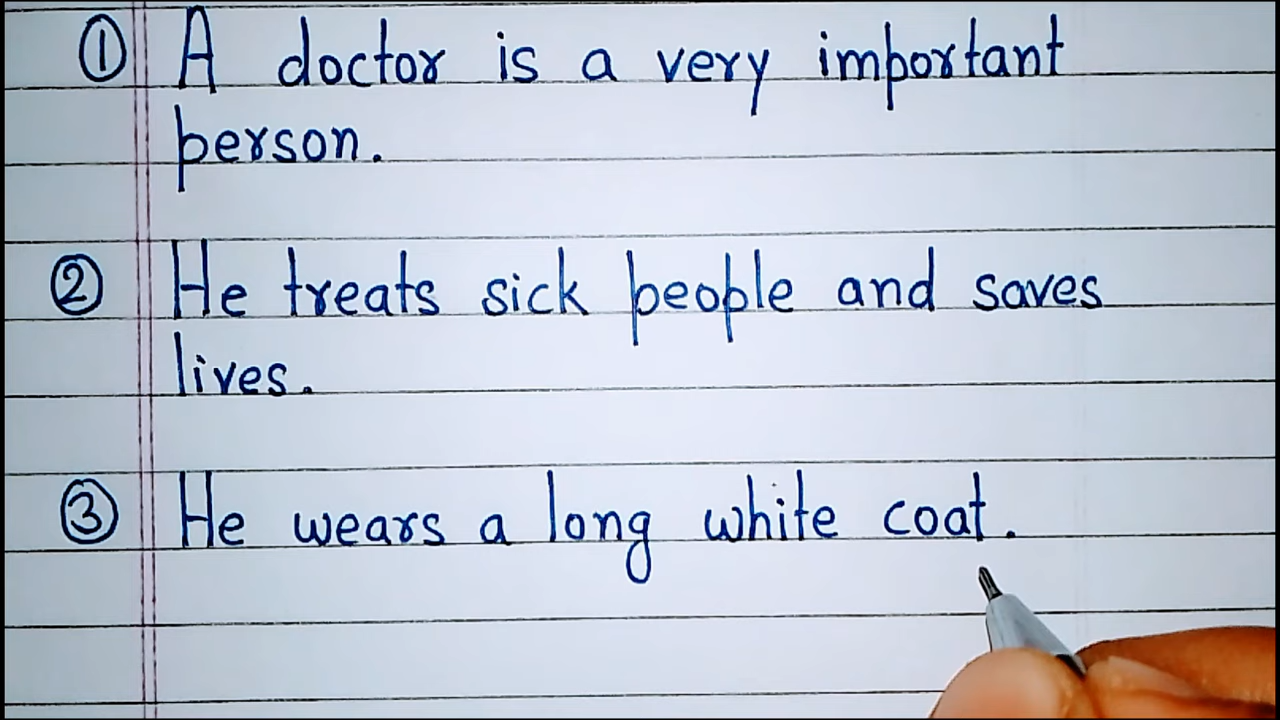 ① A doctor is a very important
person.
② He treats sick people and saves
lives.
③ He wears a long white coat.